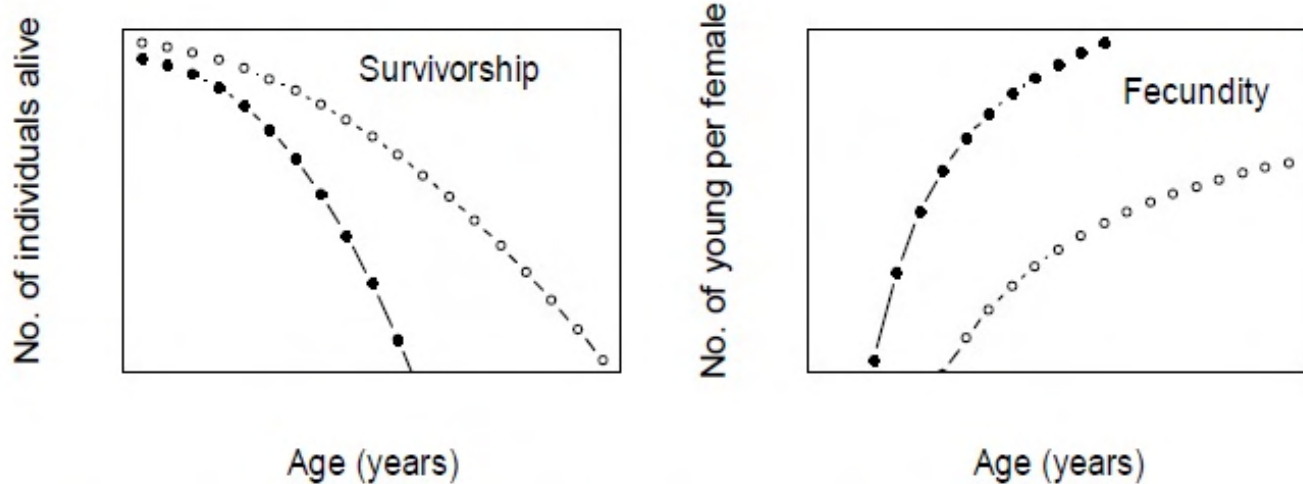 No. of individuals alive
Survivorship
Age (years)
No. of young per female
Fecundity
Age (years)